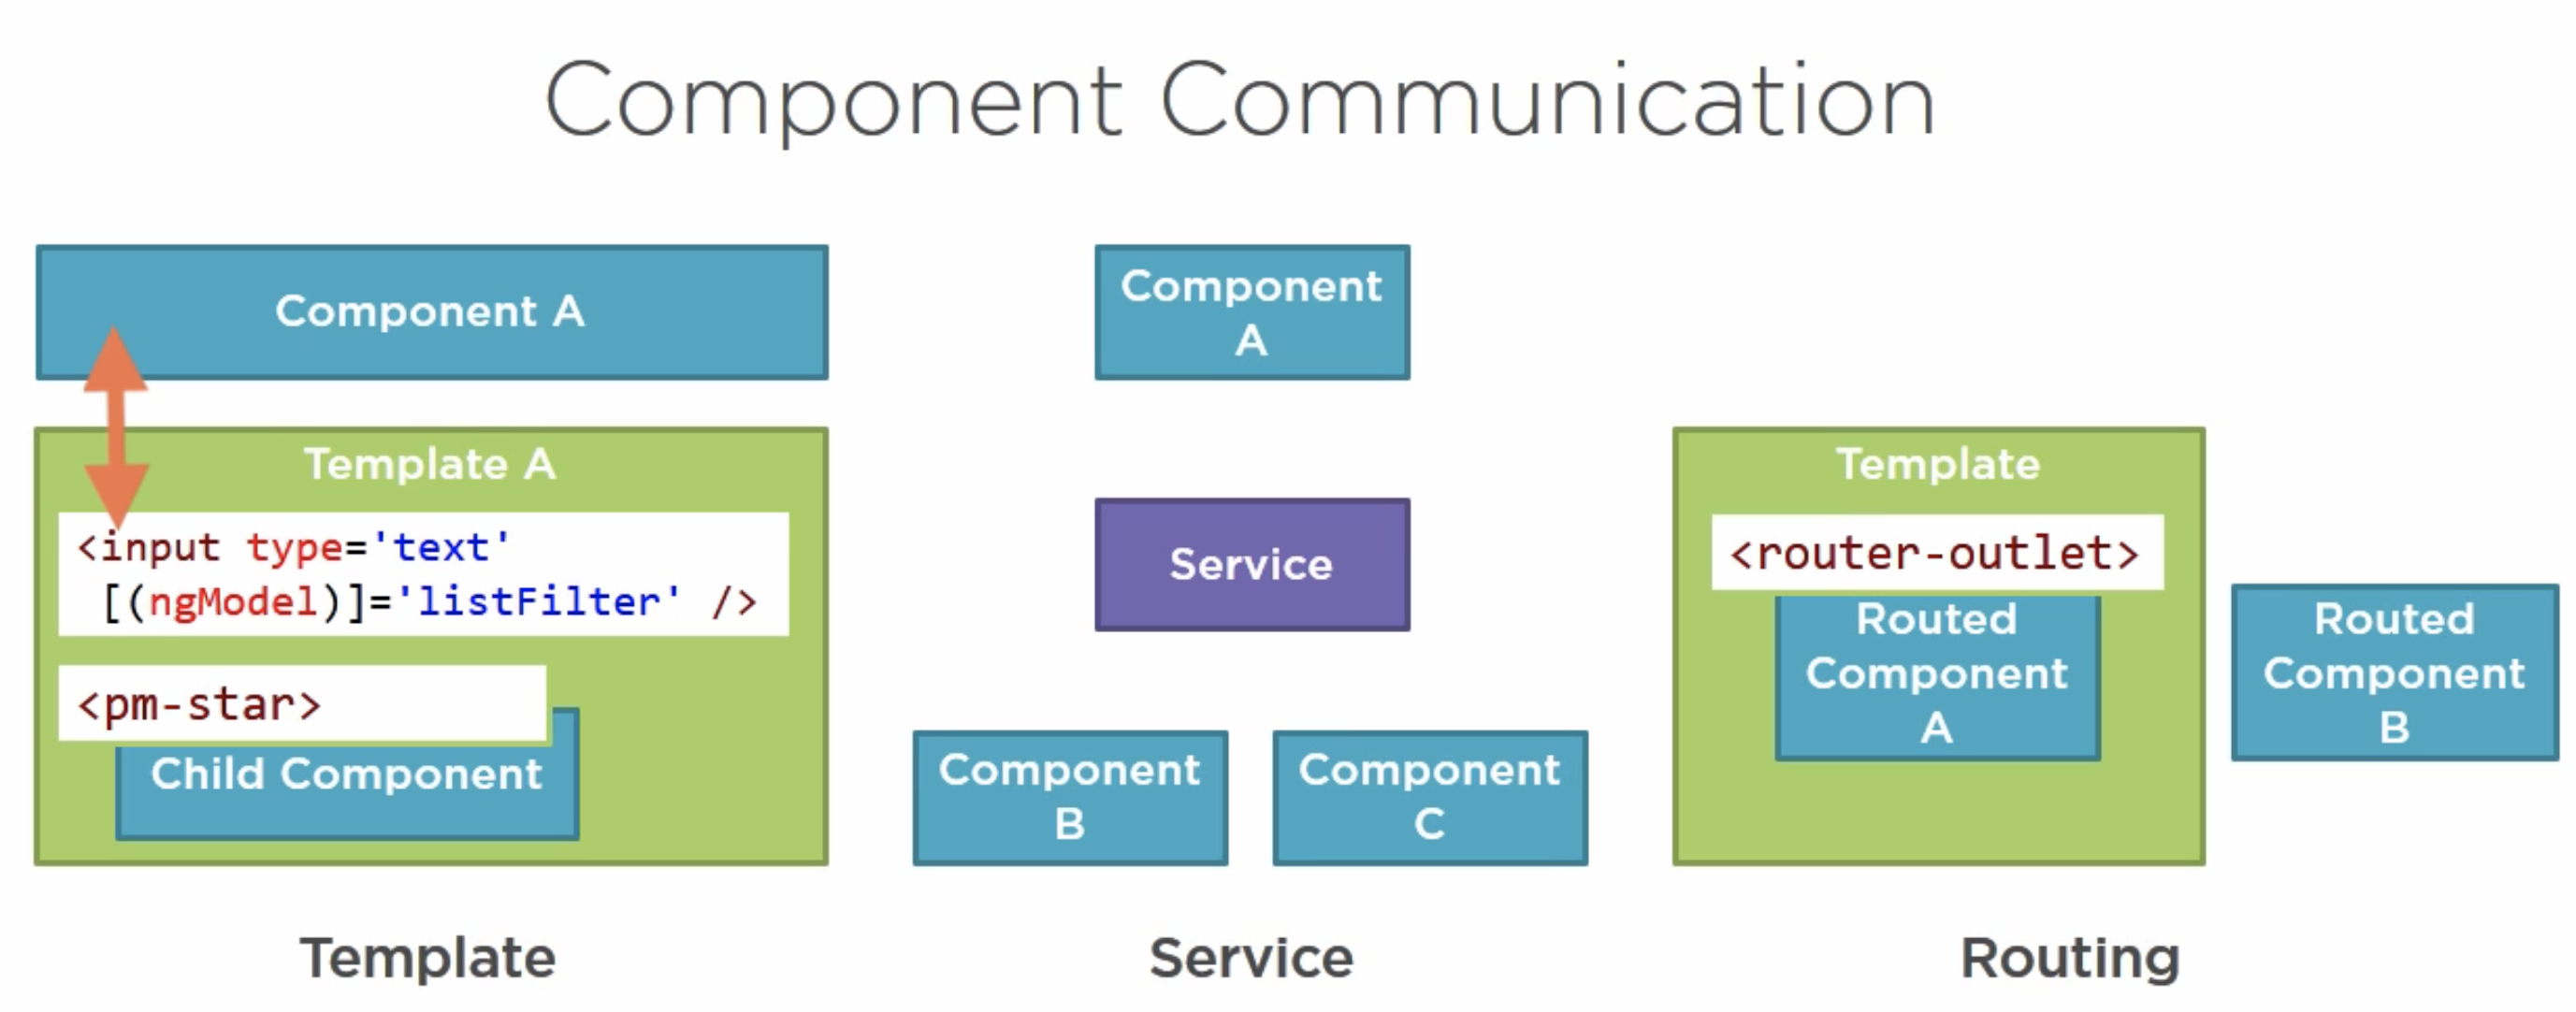 Component Communication
Component A
Template A
<input type='text'
[(ngModel)]='listFilter' />
<pm-star>
Child Component
Template
Component
A
Service
Component
B
Component
C
Service
Template
<router-outlet>
Routed
Component
A
Routed
Component
B
Routing